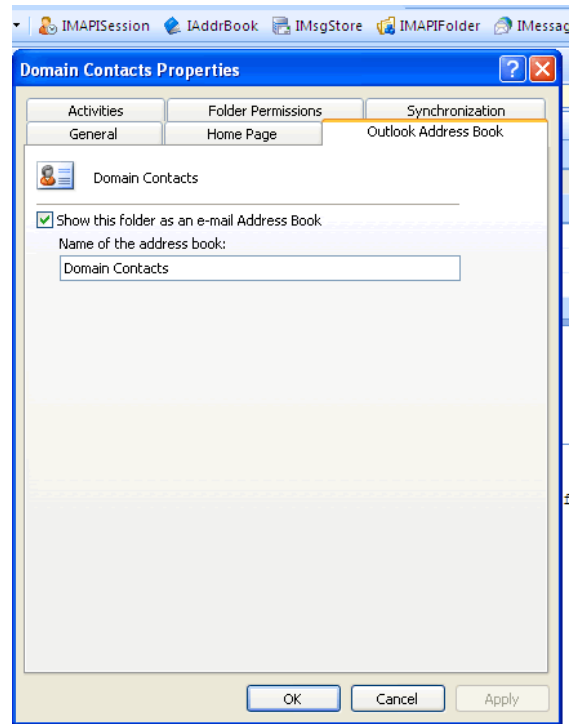 IMAPISession IAddrBook IMsgStore IMAPIFolder IMessag
Domain Contacts Properties
Activities Folder Permissions Synchronization
General Home Page Outlook Address Book
Domain Contacts
Show this folder as an e-mail Address Book
Name of the address book:
Domain Contacts
OK Cancel Apply